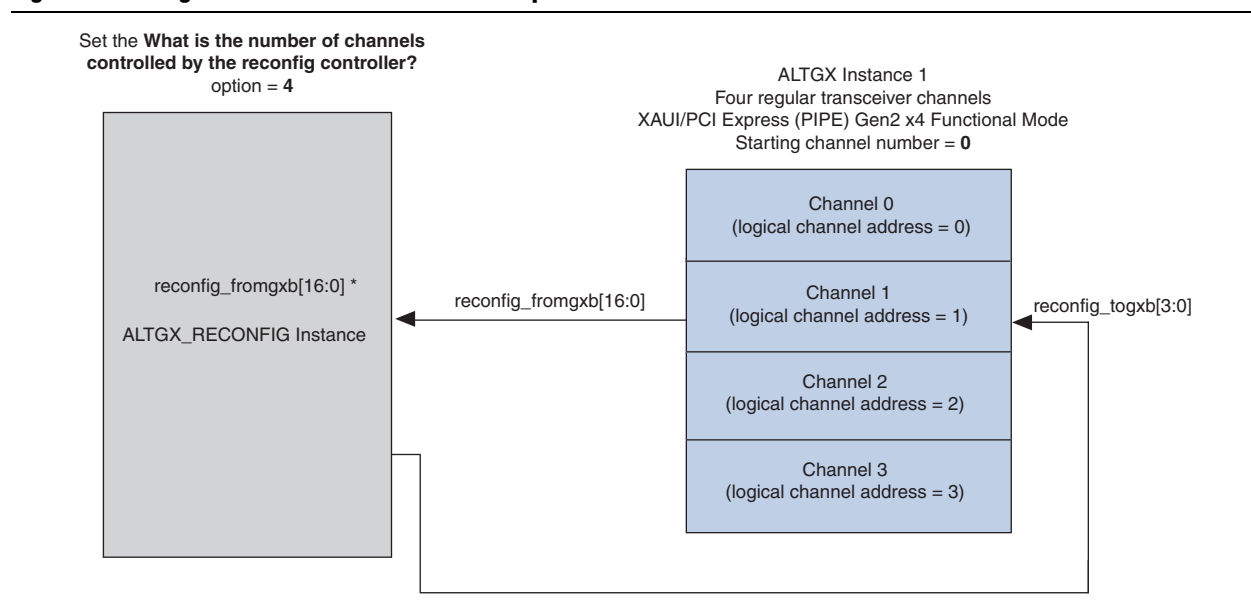 Set the What is the number of channels
controlled by the reconfig controller?
option = 4
ALTGX Instance 1
Four regular transceiver channels
XAUI/PCI Express (PIPE) Gen2 x4 Functional Mode
Starting channel number = 0
reconfig_fromgxb[16:0] *
ALTGX_RECONFIG Instance
reconfig_fromgxb[16:0]
Channel 0
(logical channel address = 0)
Channel 1
(logical channel address = 1)
Channel 2
(logical channel address = 2)
Channel 3
(logical channel address = 3)
reconfig_togxb[3:0]